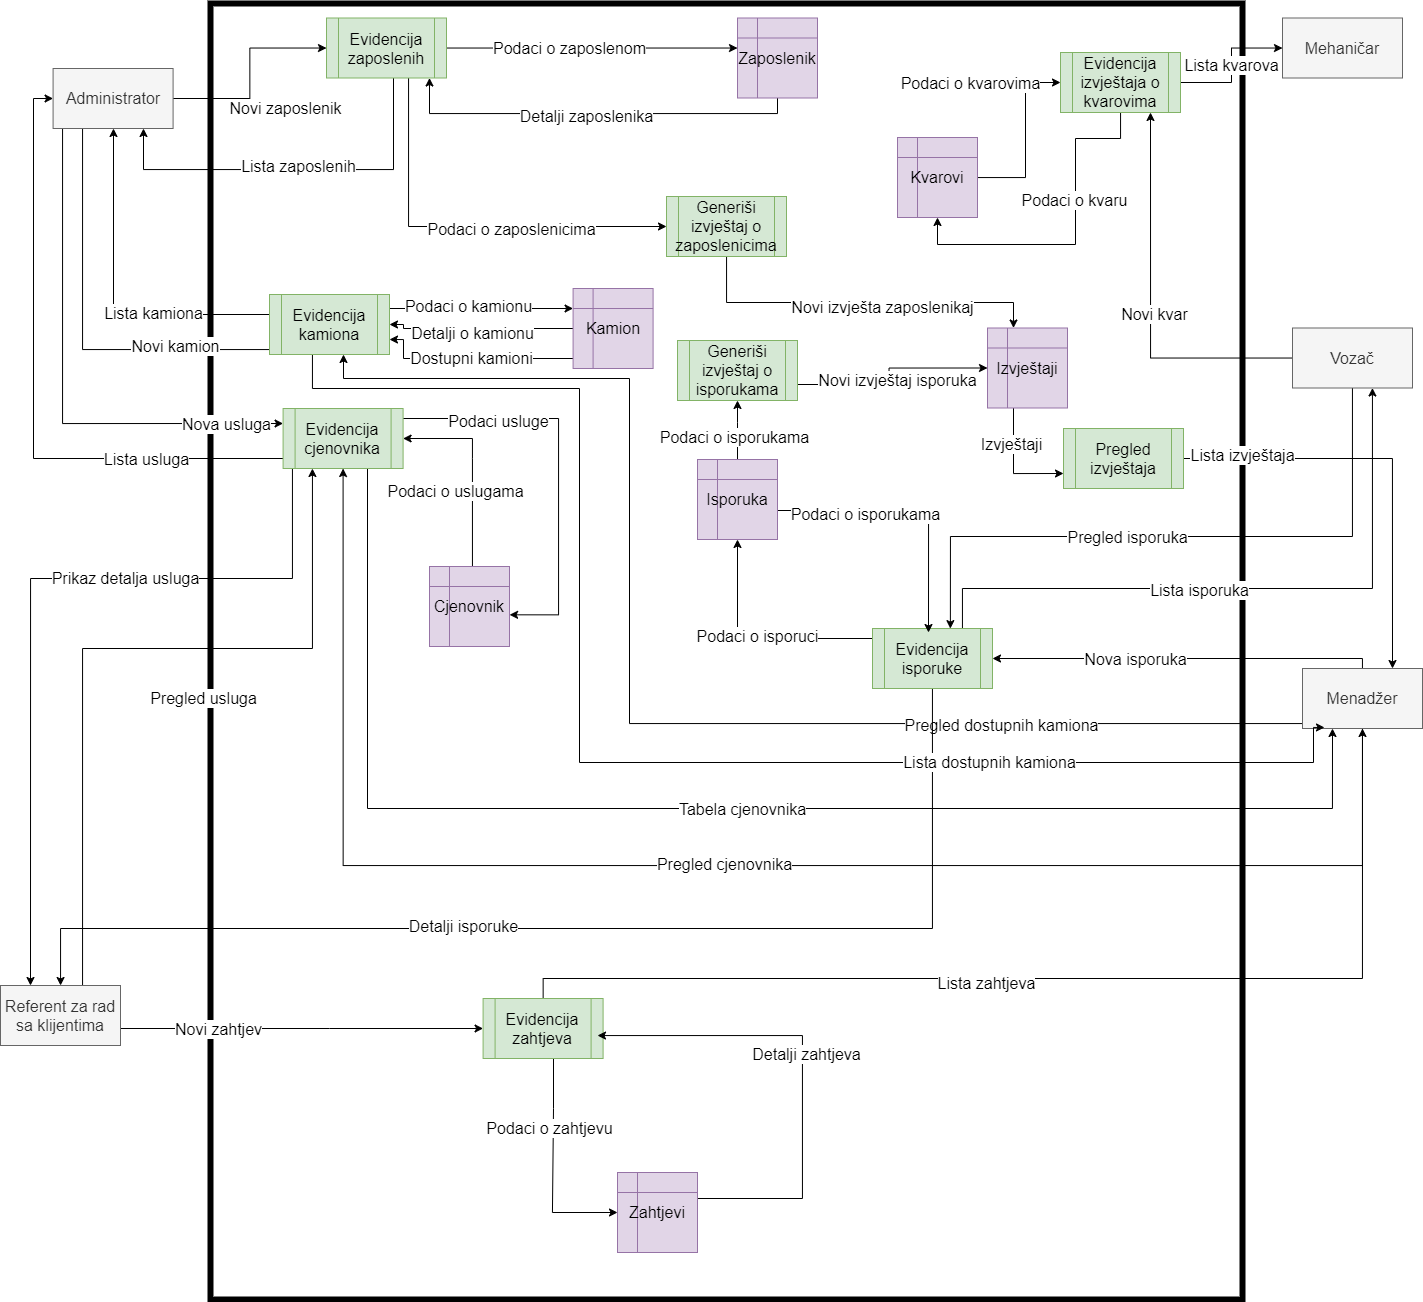 Evidencija
zaposlenih
Podaci o zaposlenom
Zaposlenik
Mehaničar
Lista kvarova
Evidencija
izvještaja o
kvarovima
Podaci o kvarovima
Administrator
Novi zaposlenik
Detalji zaposlenika
Lista zaposlenih
Kvarovi
Podaci o kvaru
Podaci o zaposlenicima
Generiši
izvještaj o
zaposlenicima
Lista kamiona
Novi kamion
Evidencija
kamiona
Podaci o kamionu
Detalji o kamionu
Dostupni kamioni
Kamion
Novi izvješta zaposlenikaj
Novi kvar
Generiši
izvještaj o
isporukama
Novi izvještaj isporuka
Izvještaji
Vozač
Nova usluga
Lista usluga
Evidencija
cjenovnika
Podaci usluge
Podaci o isporukama
Izvještaji
Pregled
izvještaja
Lista izvještaja
Podaci o uslugama
Isporuka
Podaci o isporukama
Pregled isporuka
Prikaz detalja usluga
Cjenovnik
Lista isporuka
Podaci o isporuci
Evidencija
isporuke
Nova isporuka
Pregled usluga
Menadžer
Pregled dostupnih kamiona
Lista dostupnih kamiona
Tabela cjenovnika
Pregled cjenovnika
Detalji isporuke
Lista zahtjeva
Referent za rad
sa klijentima
Novi zahtjev
Evidencija
zahtjeva
Detalji zahtjeva
Podaci o zahtjevu
Zahtjevi